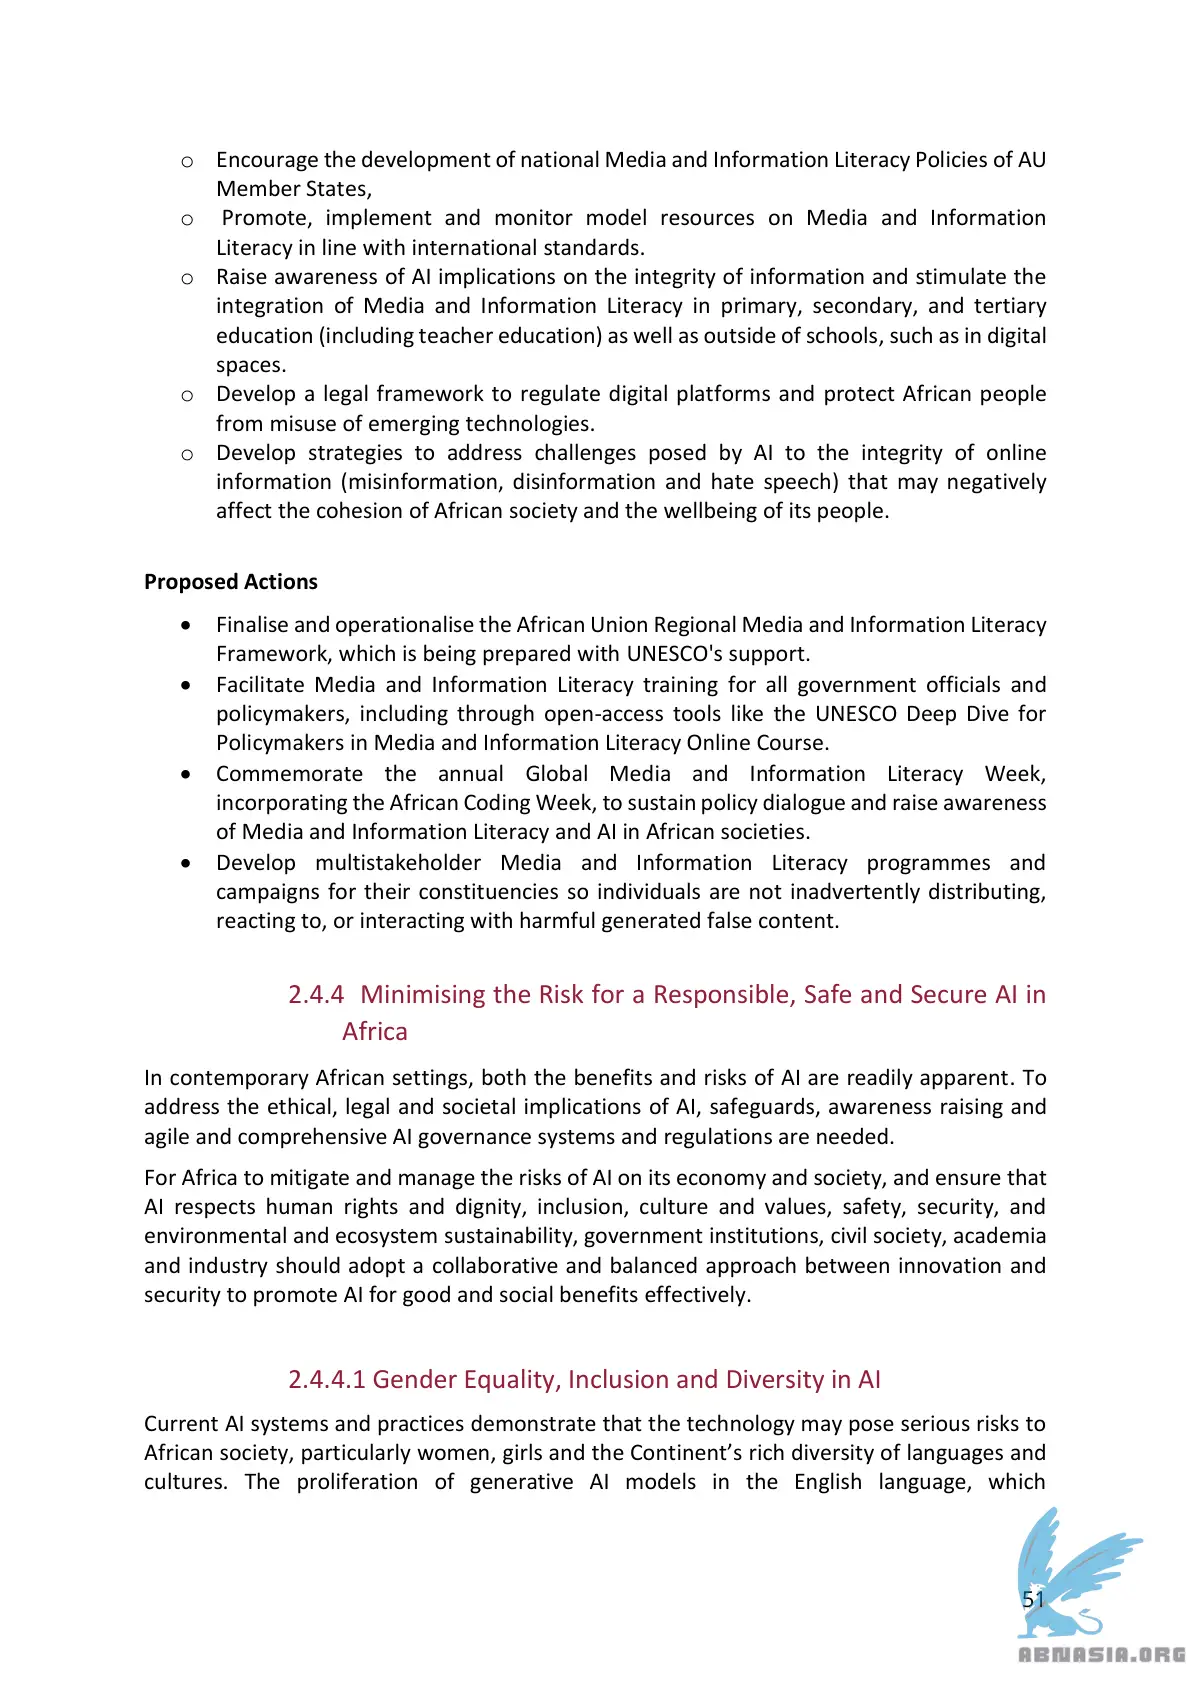 o Encourage the development of national Media and Information Literacy Policies of AU
Member States,
o Promote, implement and monitor model resources on Media and Information
Literacy in line with international standards.
o Raise awareness of AI implications on the integrity of information and stimulate the
integration of Media and Information Literacy in primary, secondary, and tertiary
education (including teacher education) as well as outside of schools, such as in digital
spaces.
o Develop a legal framework to regulate digital platforms and protect African people
from misuse of emerging technologies.
o Develop strategies to address challenges posed by AI to the integrity of online
information (misinformation, disinformation and hate speech) that may negatively
affect the cohesion of African society and the wellbeing of its people.
Proposed Actions
• Finalise and operationalise the African Union Regional Media and Information Literacy
Framework, which is being prepared with UNESCO's support.
• Facilitate Media and Information Literacy training for all government officials and
policymakers, including through open-access tools like the UNESCO Deep Dive for
Policymakers in Media and Information Literacy Online Course.
• Commemorate the annual Global Media and Information Literacy Week,
incorporating the African Coding Week, to sustain policy dialogue and raise awareness
of Media and Information Literacy and AI in African societies.
• Develop multistakeholder Media and Information Literacy programmes and
campaigns for their constituencies so individuals are not inadvertently distributing,
reacting to, or interacting with harmful generated false content.
2.4.4 Minimising the Risk for a Responsible, Safe and Secure AI in
Africa
In contemporary African settings, both the benefits and risks of AI are readily apparent. To
address the ethical, legal and societal implications of AI, safeguards, awareness raising and
agile and comprehensive AI governance systems and regulations are needed.
For Africa to mitigate and manage the risks of AI on its economy and society, and ensure that
AI respects human rights and dignity, inclusion, culture and values, safety, security, and
environmental and ecosystem sustainability, government institutions, civil society, academia
and industry should adopt a collaborative and balanced approach between innovation and
security to promote AI for good and social benefits effectively.
2.4.4.1 Gender Equality, Inclusion and Diversity in AI
Current AI systems and practices demonstrate that the technology may pose serious risks to
African society, particularly women, girls and the Continent’s rich diversity of languages and
cultures. The proliferation of generative AI models in the English language, which
51
ABNASIA.ORG